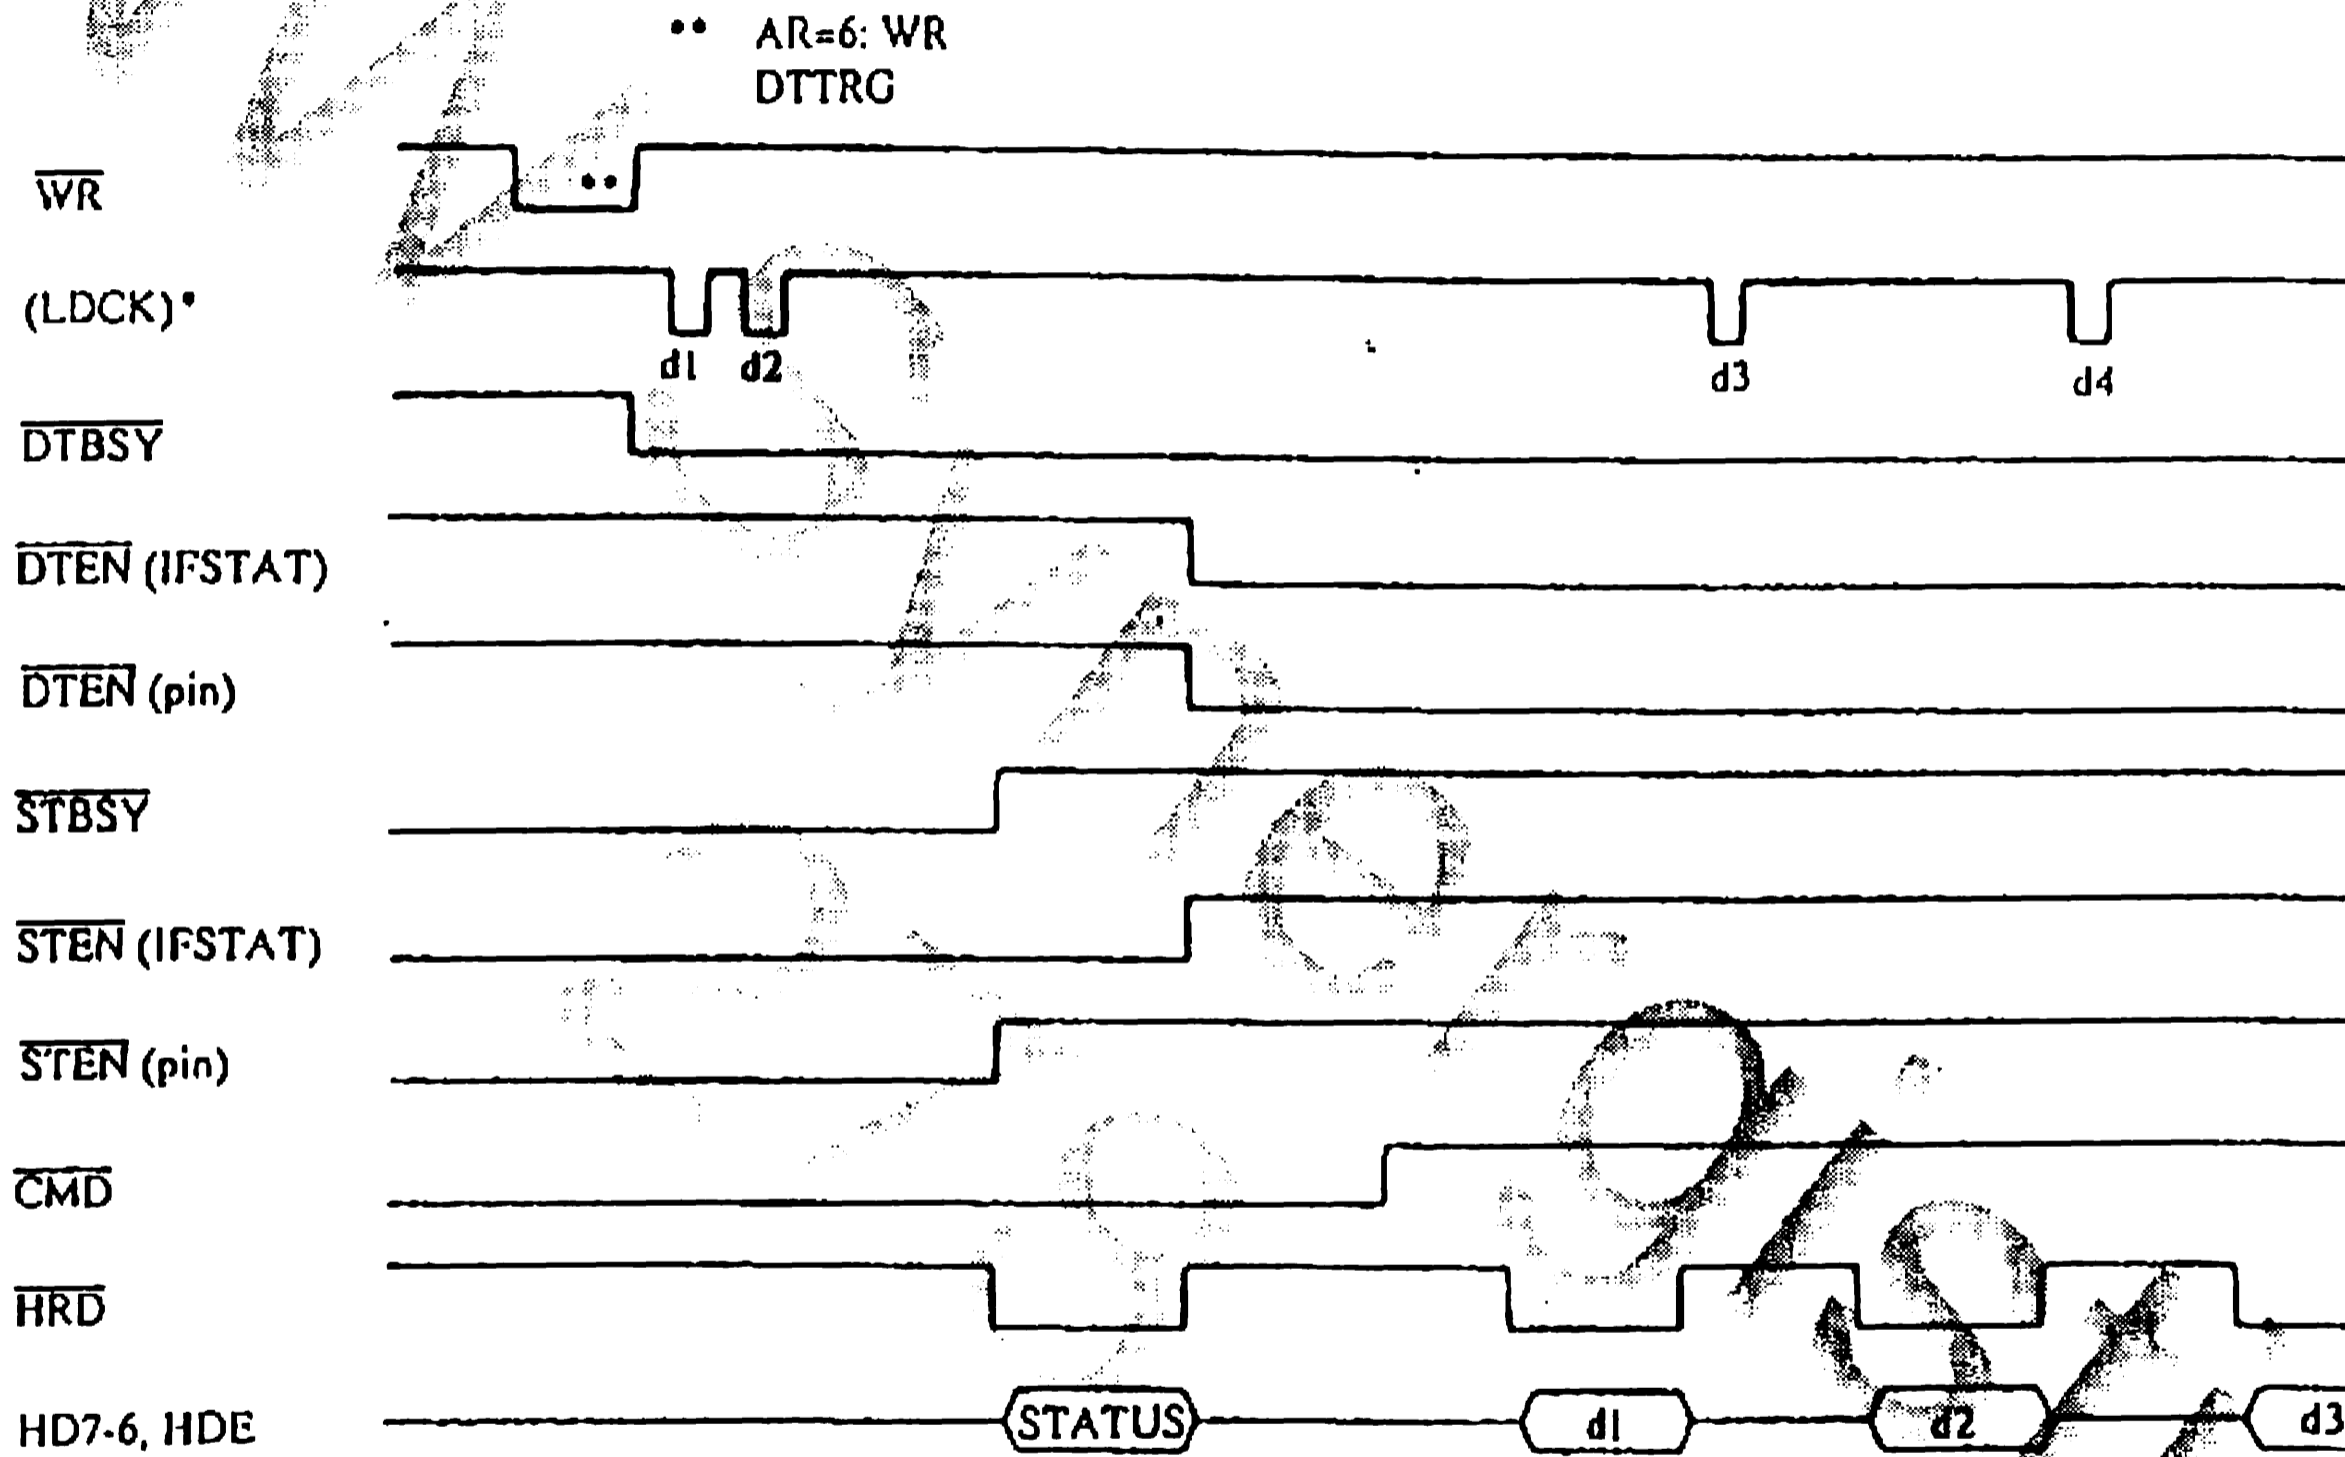 •• AR=6: WR
DTTRG
WR
••
(LDCK)*
d1 d2 d3 d4
DTBSY
DTEN (IFSTAT)
DTEN (pin)
STBSY
STEN (IFSTAT)
STEN (pin)
CMD
HRD
HD7-6, HDE STATUS d1 d2 d3